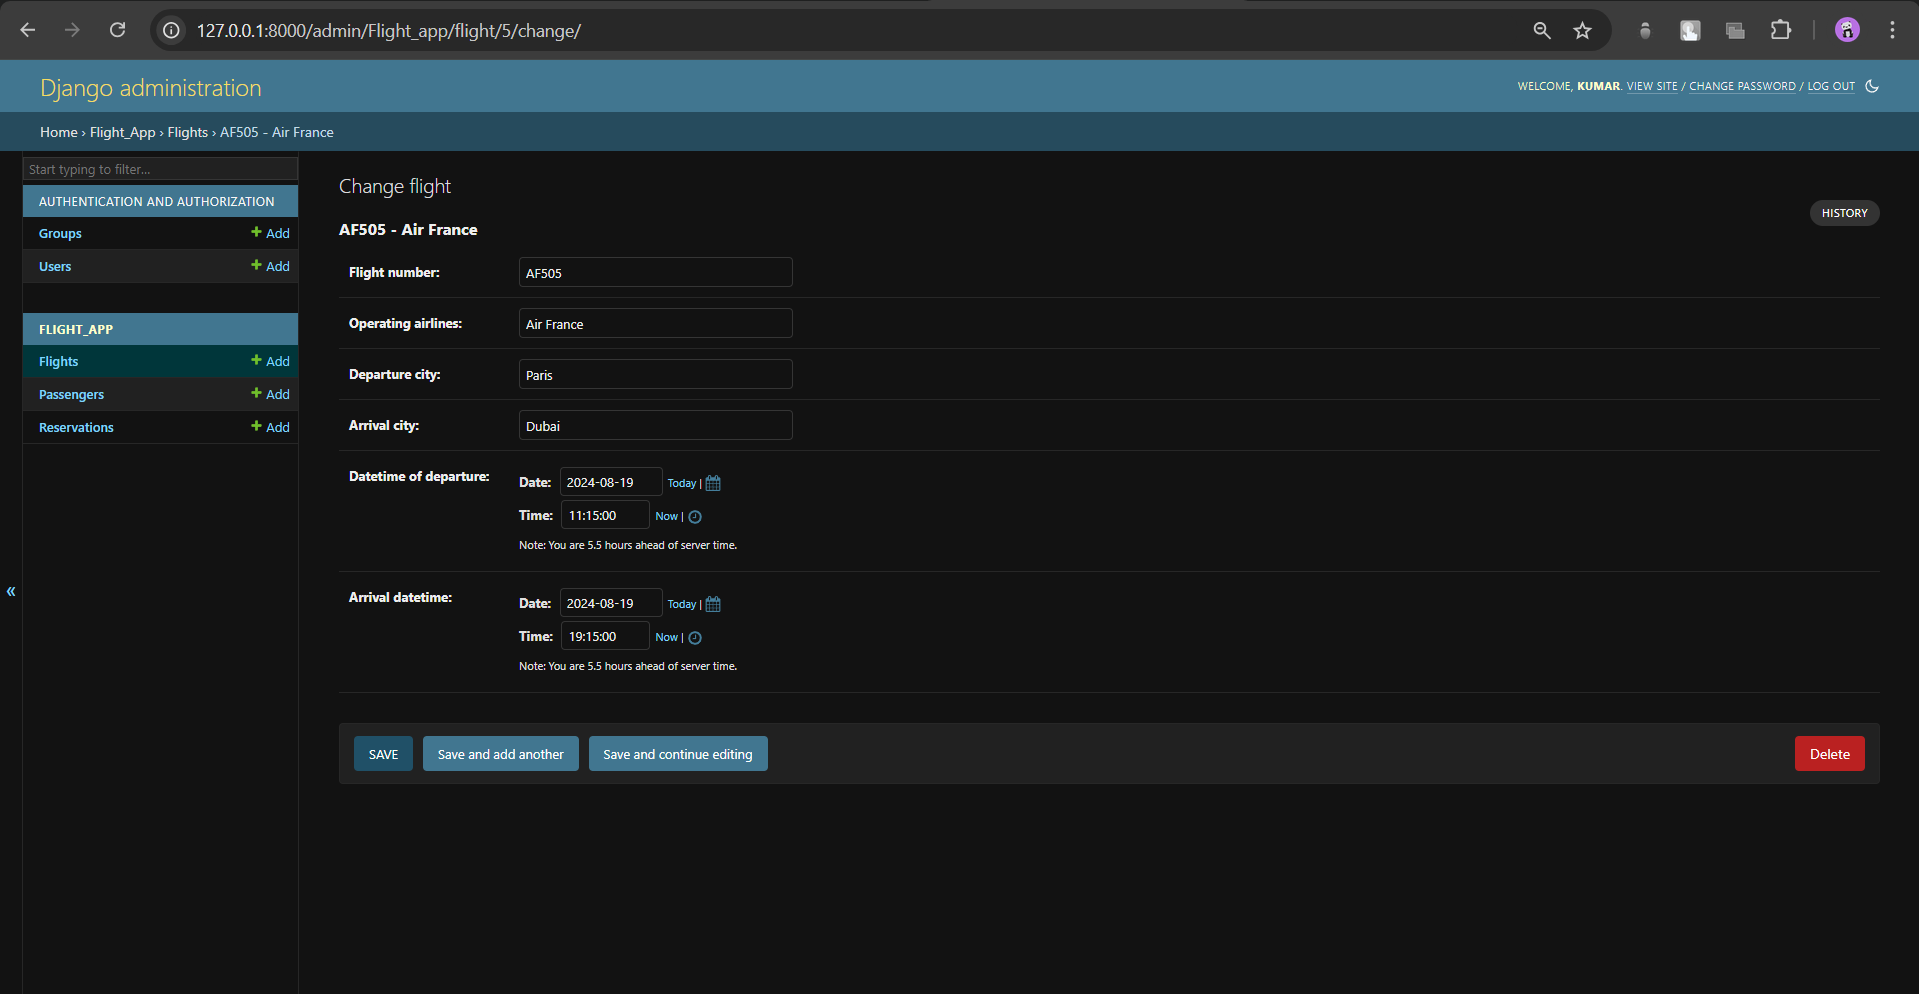 127.0.0.1:8000/admin/Flight_app/flight/5/change/
Django administration
WELCOME, KUMAR. VIEW SITE / CHANGE PASSWORD / LOG OUT
Home › Flight_App › Flights › AF505 - Air France
Start typing to filter...
AUTHENTICATION AND AUTHORIZATION
Groups + Add
Users + Add
FLIGHT_APP
Flights + Add
Passengers + Add
Reservations + Add
«
Change flight
HISTORY
AF505 - Air France
Flight number: AF505
Operating airlines: Air France
Departure city: Paris
Arrival city: Dubai
Datetime of departure: Date: 2024-08-19 Today |
Time: 11:15:00 Now |
Note: You are 5.5 hours ahead of server time.
Arrival datetime: Date: 2024-08-19 Today |
Time: 19:15:00 Now |
Note: You are 5.5 hours ahead of server time.
SAVE Save and add another Save and continue editing Delete